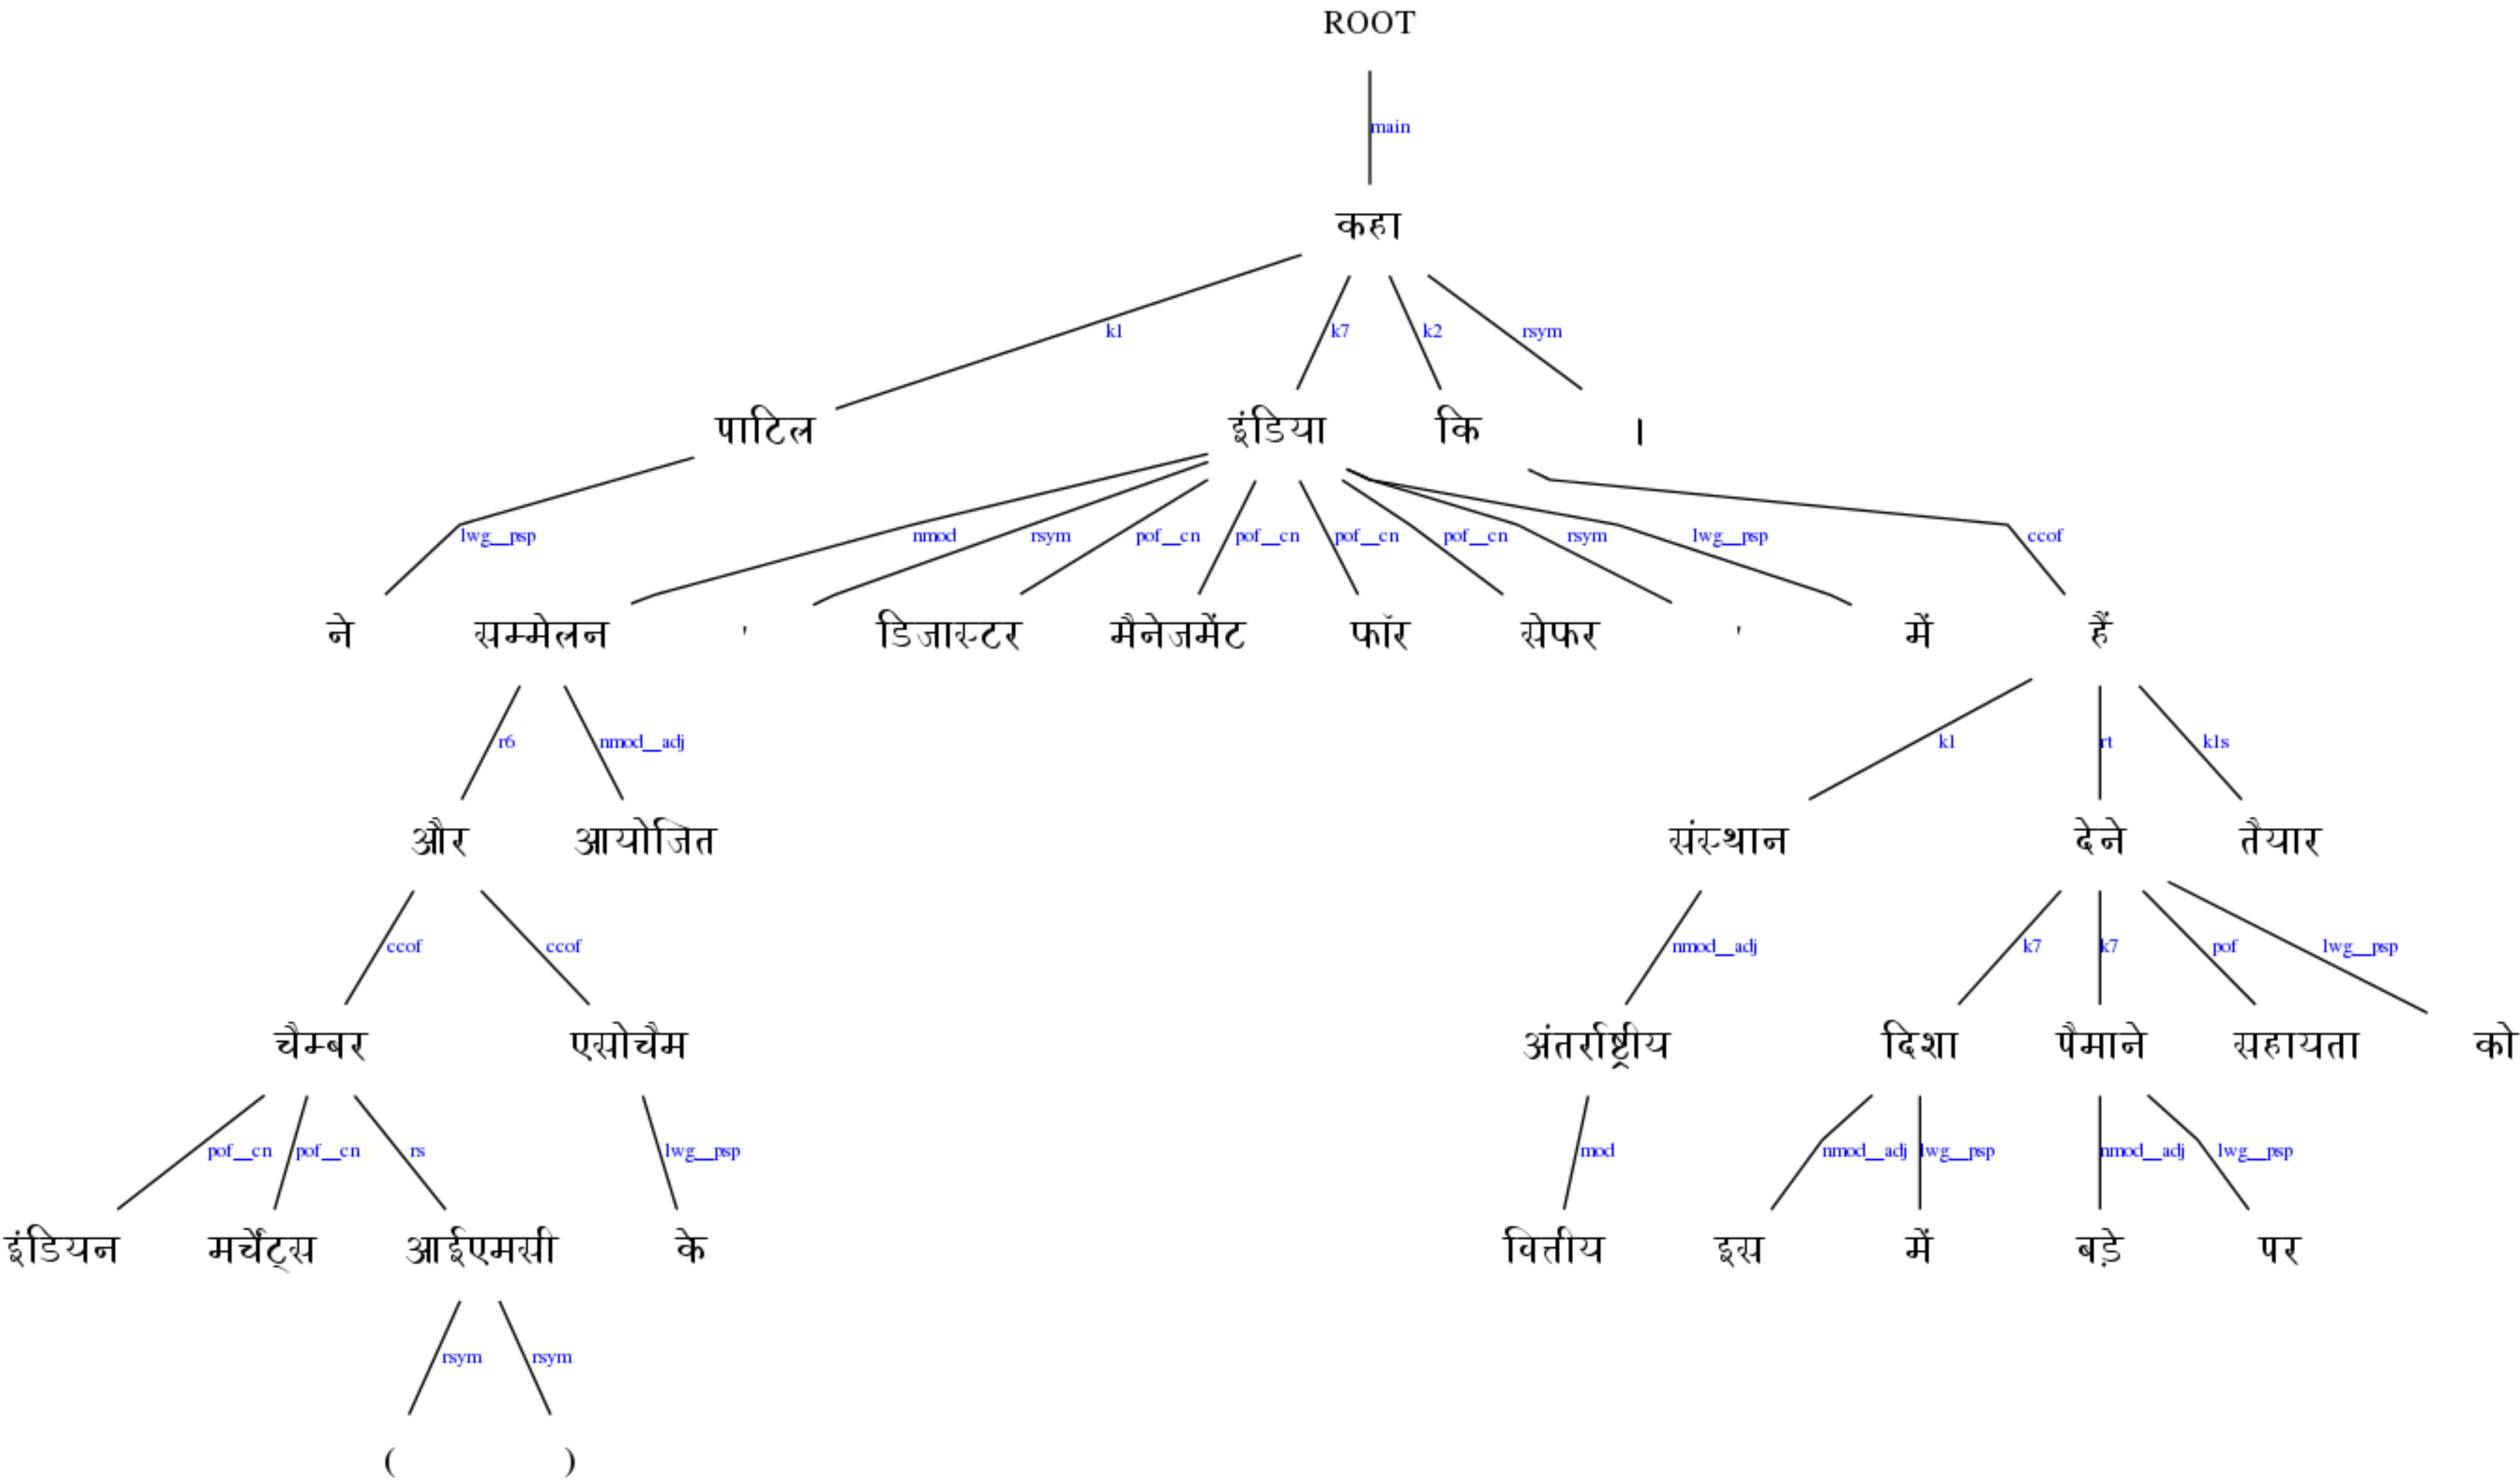 ROOT
main
कहा
k1 k7 k2 rsym
पाटिल इंडिया कि ।
lwg__psp nmod rsym pof__cn pof__cn pof__cn pof__cn rsym lwg__psp ccof
ने सम्मेलन ' डिजास्टर मैनेजमेंट फॉर सेफर ' में हैं
r6 nmod__adj k1 rt k1s
और आयोजित संस्थान देने तैयार
ccof ccof nmod__adj k7 k7 pof lwg__psp
चैम्बर एसोचैम अंतर्राष्ट्रीय दिशा पैमाने सहायता को
pof__cn pof__cn rs lwg__psp mod nmod__adj lwg__psp nmod__adj lwg__psp
इंडियन मर्चेंट्स आईएमसी के वित्तीय इस में बड़े पर
rsym rsym
( )